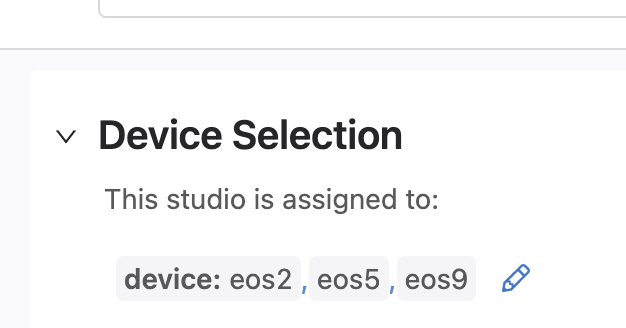 Device Selection
This studio is assigned to:
device: eos2 , eos5 , eos9